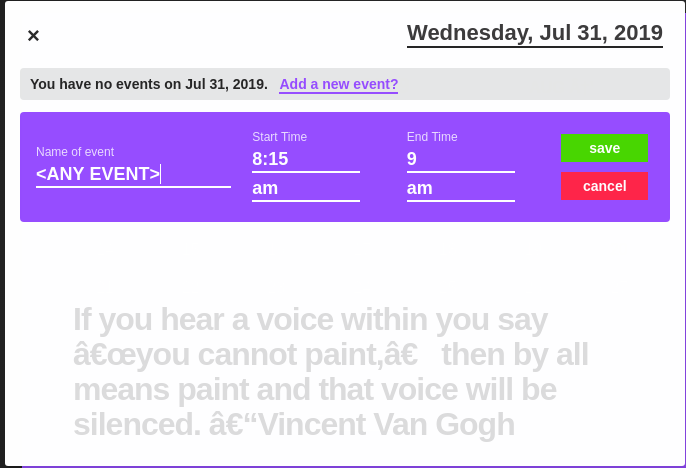 ×
Wednesday, Jul 31, 2019
You have no events on Jul 31, 2019. Add a new event?
Name of event
<ANY EVENT>
Start Time
8:15
am
End Time
9
am
save
cancel
If you hear a voice within you say
â€œyou cannot paint,â€ then by all
means paint and that voice will be
silenced. â€“Vincent Van Gogh